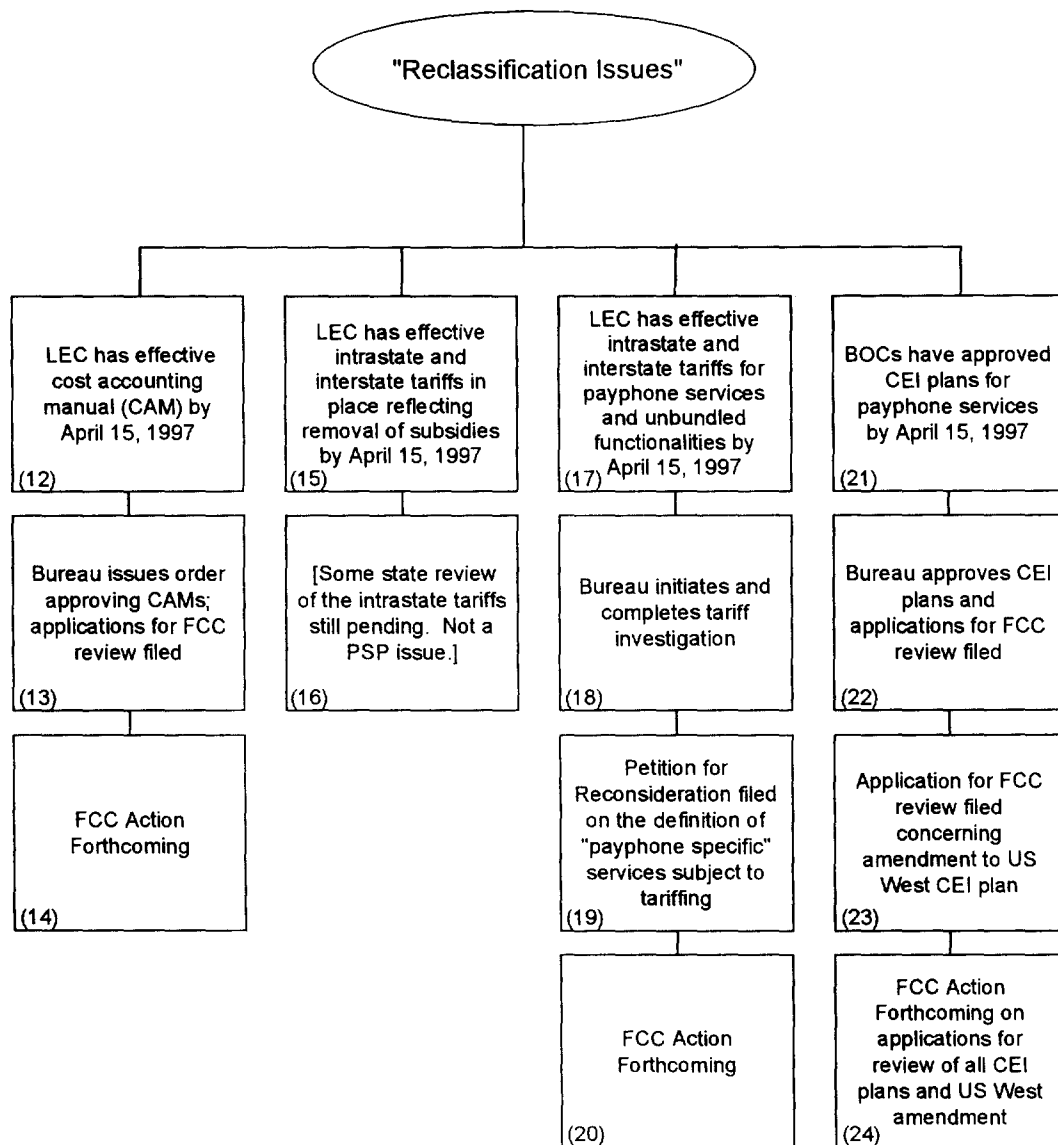 "Reclassification Issues"
LEC has effective
cost accounting
manual (CAM) by
April 15, 1997
(12)
Bureau issues order
approving CAMs;
applications for FCC
review filed
(13)
FCC Action
Forthcoming
(14)
LEC has effective
intrastate and
interstate tariffs in
place reflecting
removal of subsidies
by April 15, 1997
(15)
[Some state review
of the intrastate tariffs
still pending. Not a
PSP issue.]
(16)
LEC has effective
intrastate and
interstate tariffs for
payphone services
and unbundled
functionalities by
April 15, 1997
(17)
Bureau initiates and
completes tariff
investigation
(18)
Petition for
Reconsideration filed
on the definition of
"payphone specific"
services subject to
tariffing
(19)
FCC Action
Forthcoming
(20)
BOCs have approved
CEI plans for
payphone services
by April 15, 1997
(21)
Bureau approves CEI
plans and
applications for FCC
review filed
(22)
Application for FCC
review filed
concerning
amendment to US
West CEI plan
(23)
FCC Action
Forthcoming on
applications for
review of all CEI
plans and US West
amendment
(24)